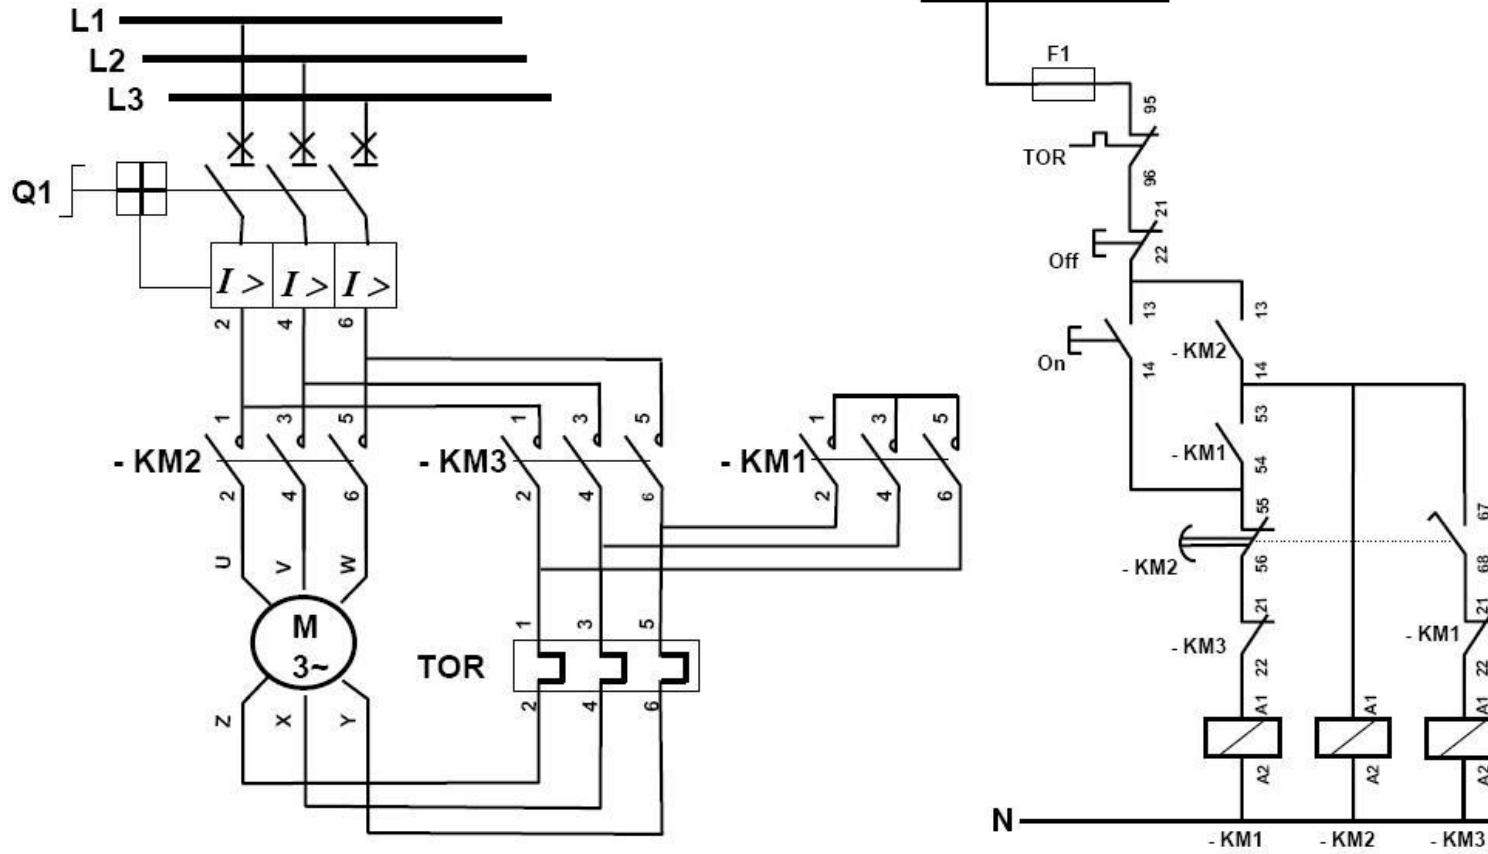 L1
L2
L3
Q1
I > I > I >
2 4 6
1 3 5 1 3 5 1 3 5
- KM2 - KM3 - KM1
2 4 6 2 4 6 2 4 6
U V W
M
3~
1 3 5
TOR
2 4 6
Z X Y
F1
95
TOR
96
21
Off
22
13 13
On - KM2
14 14
53
- KM1
54
55 67
- KM2
56 68
21 21
- KM3 - KM1
22 22
A1 A1 A1
A2 A2 A2
N
- KM1 - KM2 - KM3